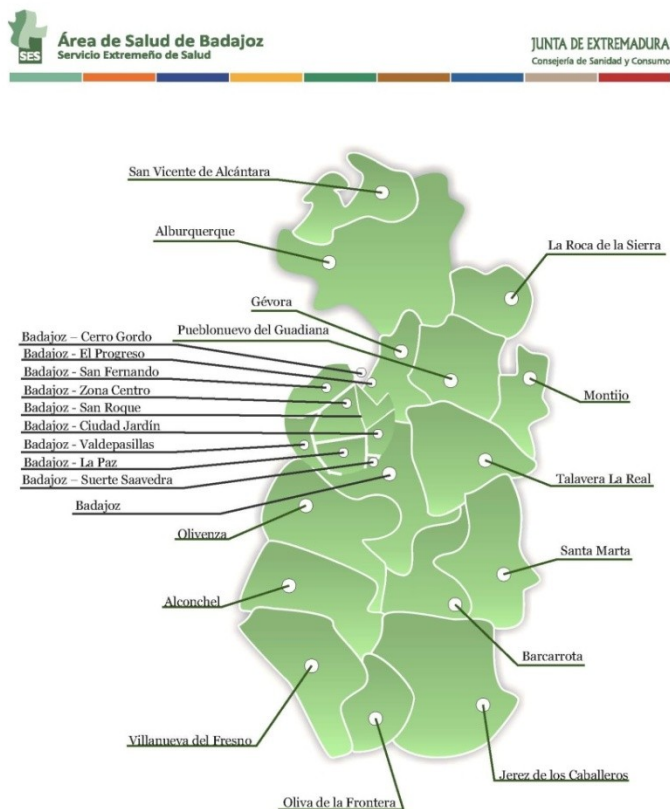 SES
Área de Salud de Badajoz
Servicio Extremeño de Salud
JUNTA DE EXTREMADURA
Consejería de Sanidad y Consumo
San Vicente de Alcántara
Alburquerque
La Roca de la Sierra
Gévora
Pueblonuevo del Guadiana
Badajoz – Cerro Gordo
Badajoz - El Progreso
Badajoz - San Fernando
Badajoz - Zona Centro
Badajoz - San Roque
Badajoz - Ciudad Jardín
Badajoz - Valdepasillas
Badajoz - La Paz
Badajoz – Suerte Saavedra
Badajoz
Montijo
Talavera La Real
Olivenza
Santa Marta
Alconchel
Barcarrota
Villanueva del Fresno
Jerez de los Caballeros
Oliva de la Frontera